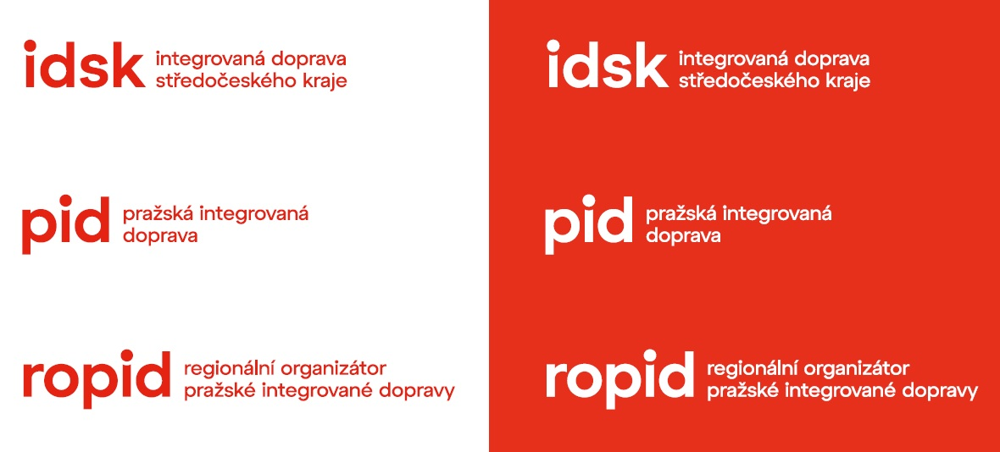 idsk integrovaná doprava
středočeského kraje
pid pražská integrovaná
doprava
ropid regionální organizátor
pražské integrované dopravy
idsk integrovaná doprava
středočeského kraje
pid pražská integrovaná
doprava
ropid regionální organizátor
pražské integrované dopravy